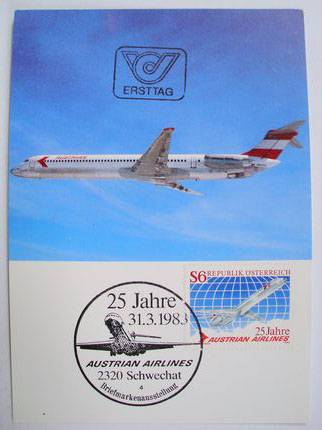 ERSTTAG
AUSTRIAN
S6 REPUBLIK ÖSTERREICH
25 Jahre
AUSTRIAN AIRLINES
25 Jahre
31.3.1983
AUSTRIAN AIRLINES
2320 Schwechat
4
Briefmarkenausstellung